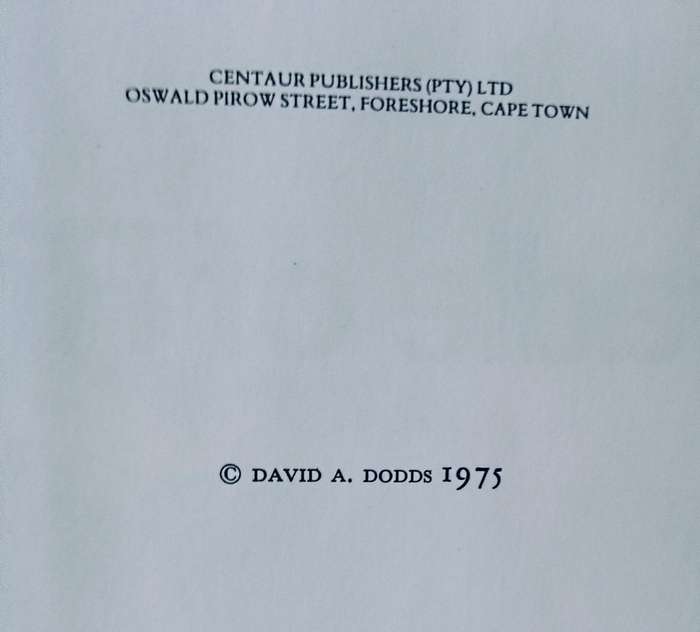 CENTAUR PUBLISHERS (PTY) LTD
OSWALD PIROW STREET, FORESHORE, CAPE TOWN
© DAVID A. DODDS 1975